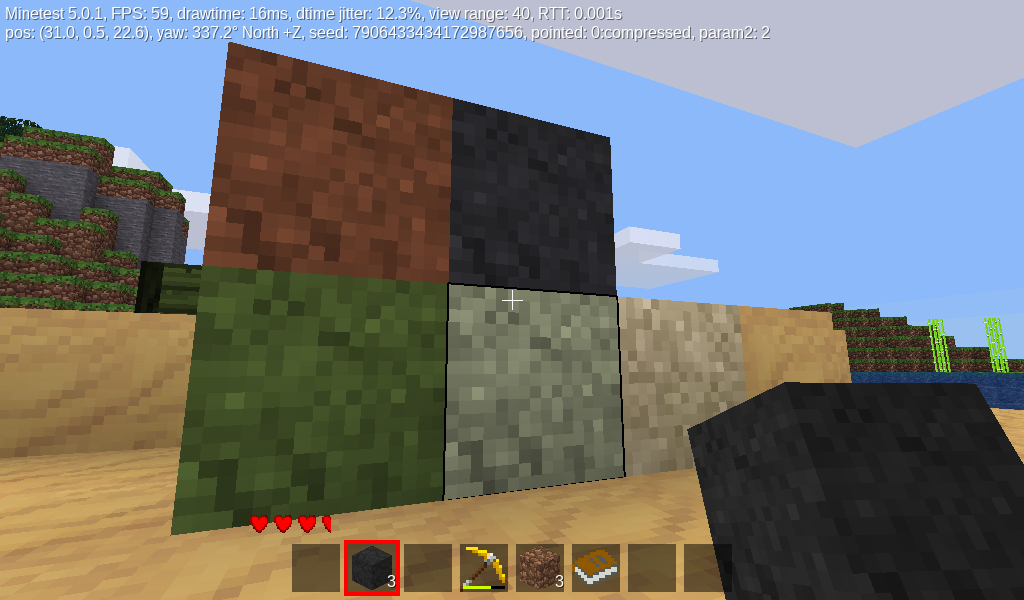 Minetest 5.0.1, FPS: 59, drawtime: 16ms, dtime jitter: 12.3%, view range: 40, RTT: 0.001s
pos: (31.0, 0.5, 22.6), yaw: 337.2° North +Z, seed: 7906433434172987656, pointed: 0:compressed, param2: 2
3
3